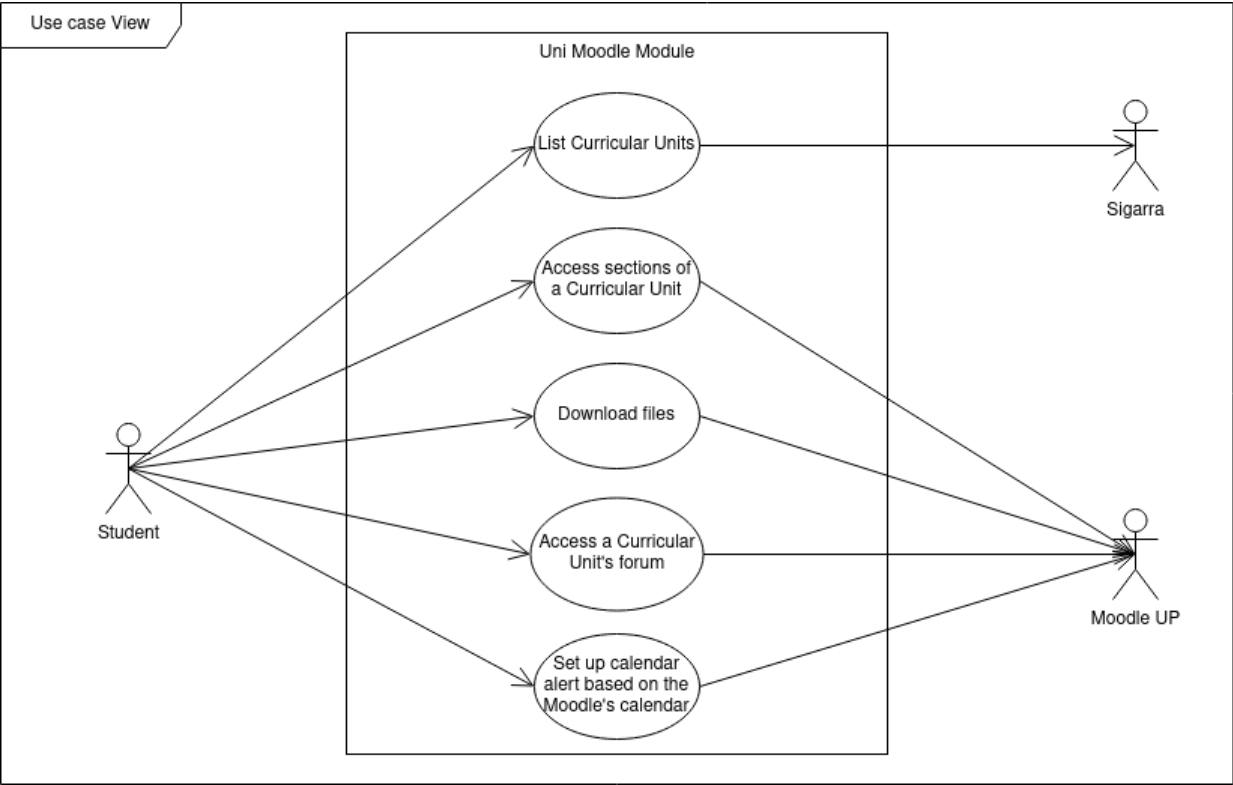 Use case View
Uni Moodle Module
List Curricular Units
Sigarra
Access sections of
a Curricular Unit
Download files
Student
Access a Curricular
Unit's forum
Moodle UP
Set up calendar
alert based on the
Moodle's calendar